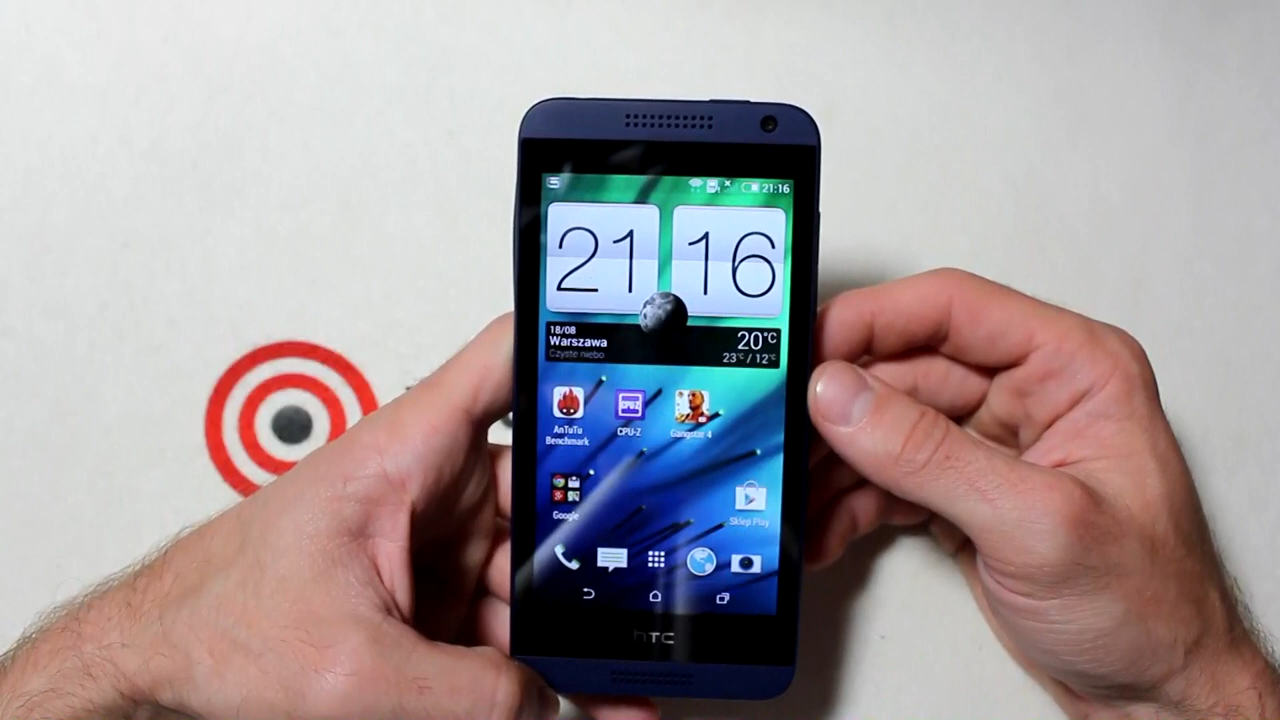 21:16
21 16
18/08
Warszawa
Czyste niebo
20°C
23°C / 12°C
AnTuTu
Benchmark
CPU-Z
CPU-Z
Gangstar 4
Google
Sklep Play
hTC